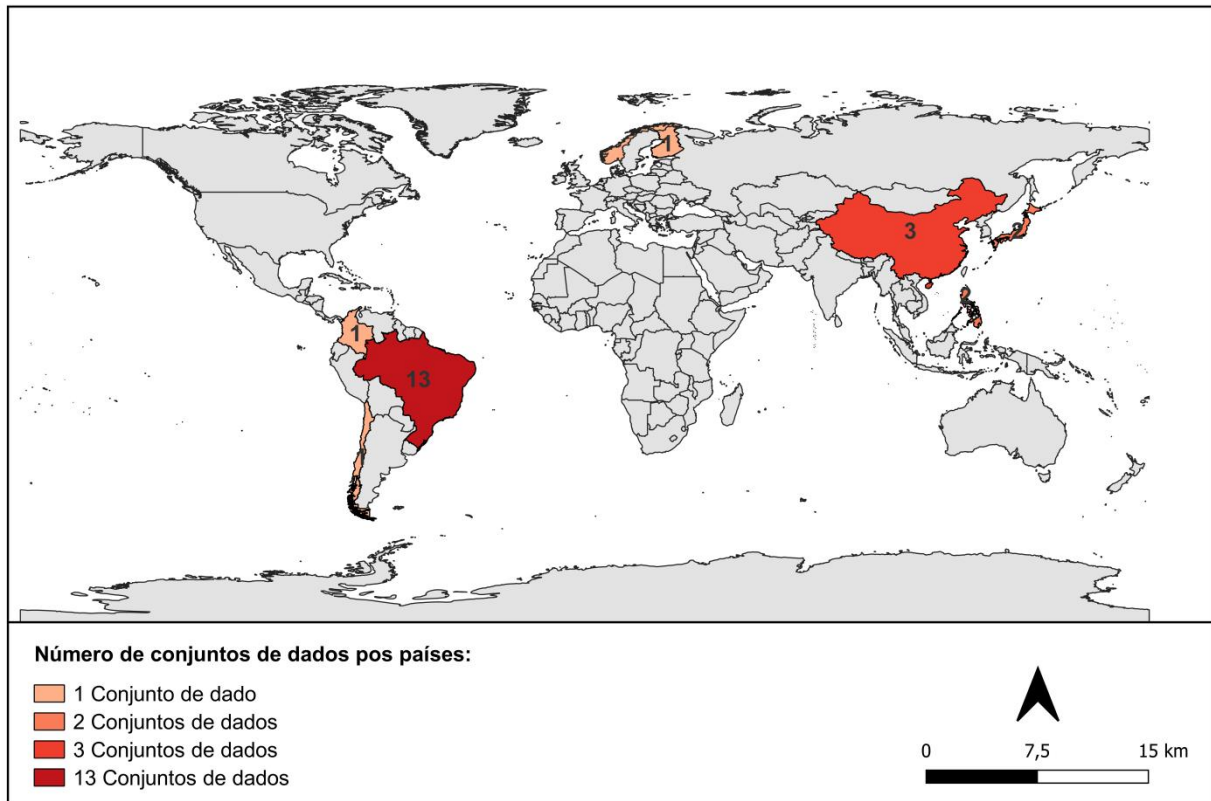 1
3
2
1
13
Número de conjuntos de dados pos países:
1 Conjunto de dado
2 Conjuntos de dados
3 Conjuntos de dados
13 Conjuntos de dados
0 7,5 15 km